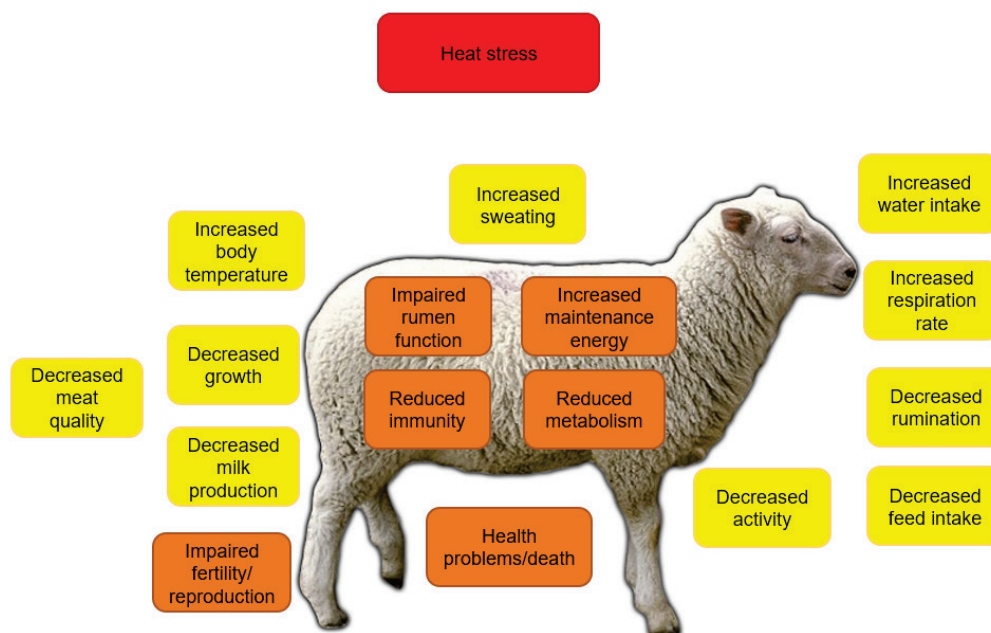 Heat stress
Increased
sweating
Increased
water intake
Increased
body
temperature
Impaired
rumen
function
Increased
maintenance
energy
Increased
respiration
rate
Decreased
meat
quality
Decreased
growth
Reduced
immunity
Reduced
metabolism
Decreased
rumination
Decreased
milk
production
Decreased
activity
Decreased
feed intake
Impaired
fertility/
reproduction
Health
problems/death